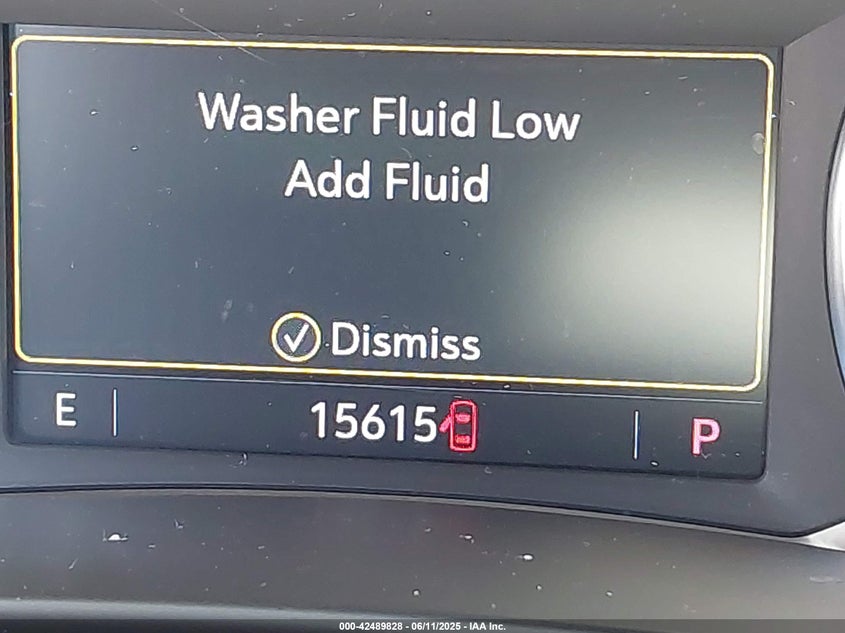 Washer Fluid Low
Add Fluid
Dismiss
E 15615 P
000-42489828 - 06/11/2025 - IAA Inc.